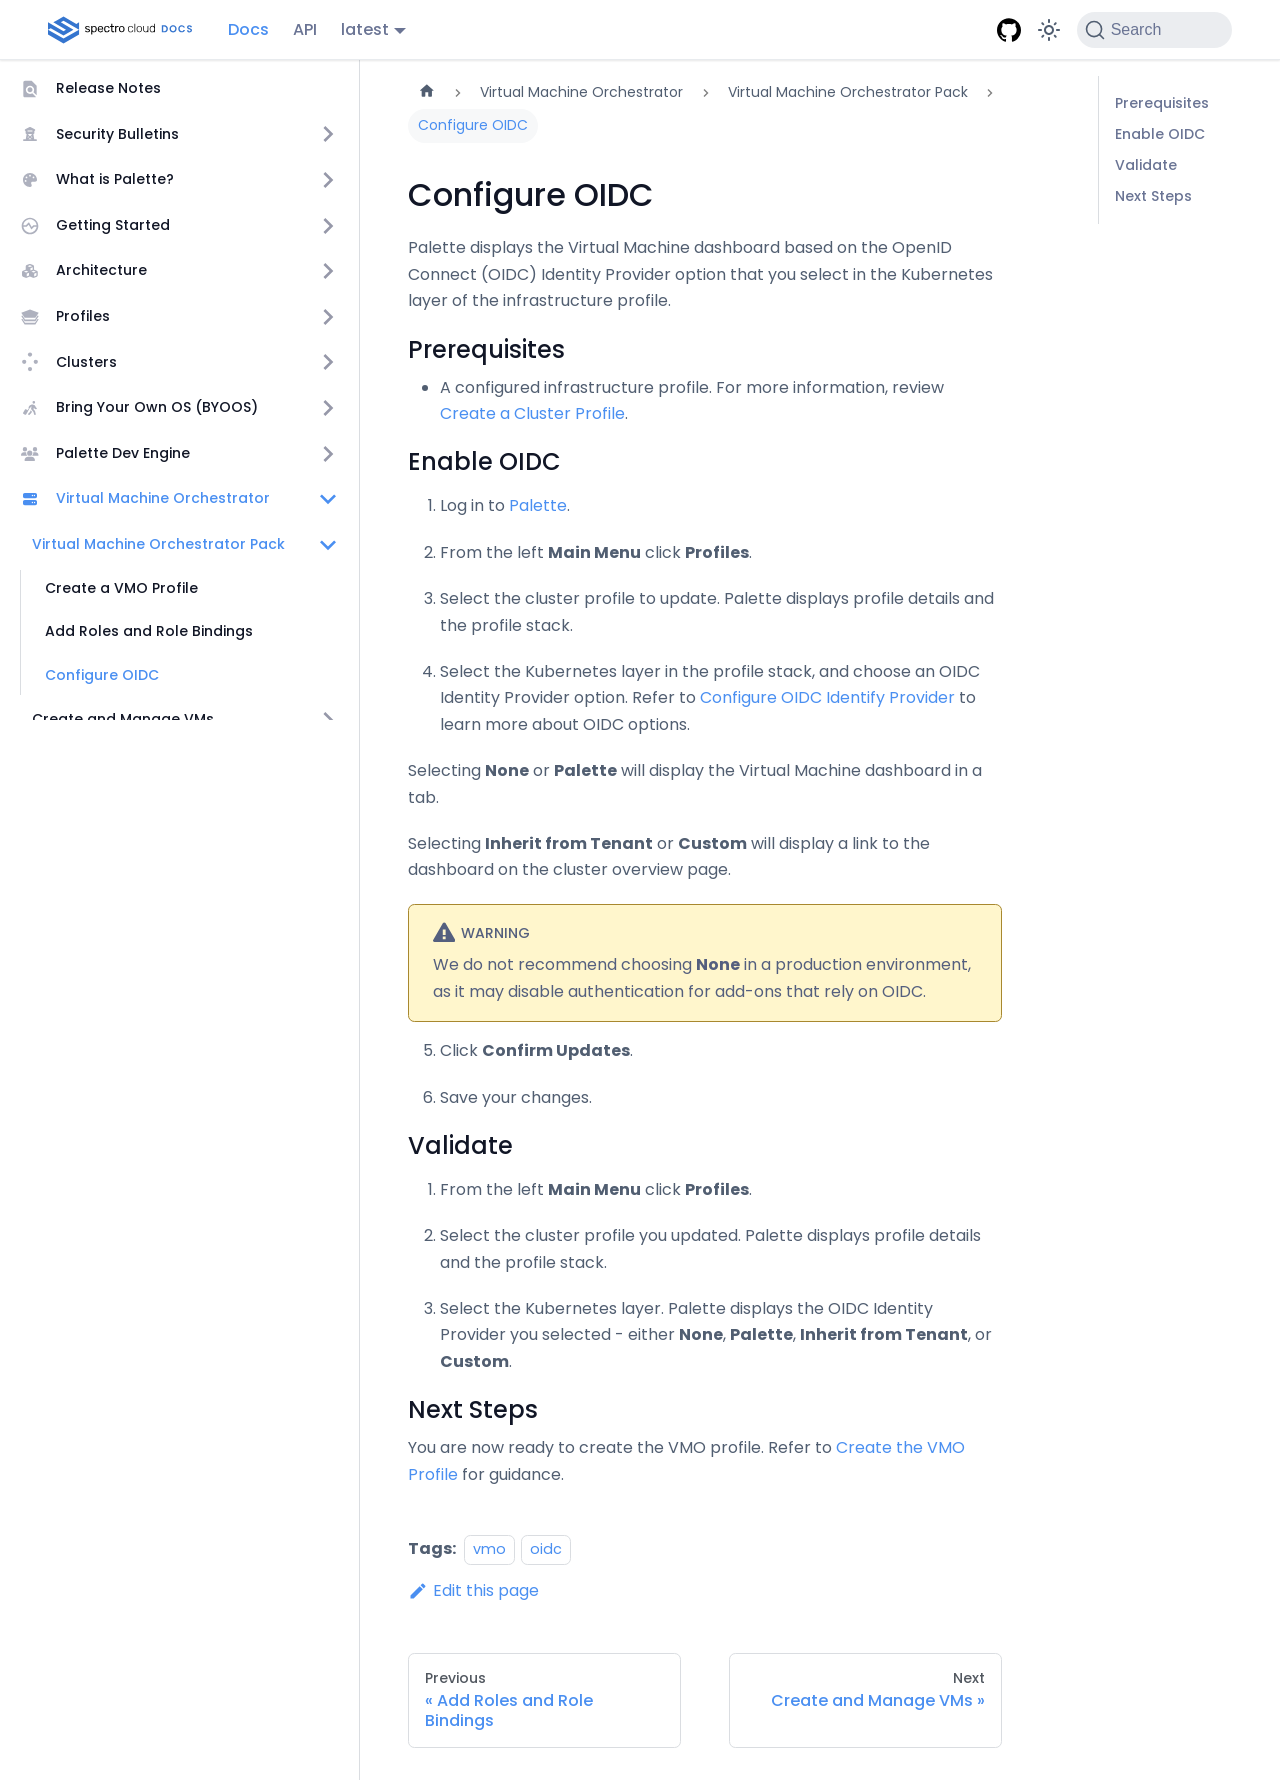 spectro cloud DOCS
Docs
API
latest
Search
Release Notes
Security Bulletins
What is Palette?
Getting Started
Architecture
Profiles
Clusters
Bring Your Own OS (BYOOS)
Palette Dev Engine
Virtual Machine Orchestrator
Virtual Machine Orchestrator Pack
Create a VMO Profile
Add Roles and Role Bindings
Configure OIDC
Create and Manage VMs
Virtual Machine Orchestrator
Virtual Machine Orchestrator Pack
Configure OIDC
Configure OIDC
Palette displays the Virtual Machine dashboard based on the OpenID
Connect (OIDC) Identity Provider option that you select in the Kubernetes
layer of the infrastructure profile.
Prerequisites
A configured infrastructure profile. For more information, review
Create a Cluster Profile.
Enable OIDC
1. Log in to Palette.
2. From the left Main Menu click Profiles.
3. Select the cluster profile to update. Palette displays profile details and
the profile stack.
4. Select the Kubernetes layer in the profile stack, and choose an OIDC
Identity Provider option. Refer to Configure OIDC Identify Provider to
learn more about OIDC options.
Selecting None or Palette will display the Virtual Machine dashboard in a
tab.
Selecting Inherit from Tenant or Custom will display a link to the
dashboard on the cluster overview page.
WARNING
We do not recommend choosing None in a production environment,
as it may disable authentication for add-ons that rely on OIDC.
5. Click Confirm Updates.
6. Save your changes.
Validate
1. From the left Main Menu click Profiles.
2. Select the cluster profile you updated. Palette displays profile details
and the profile stack.
3. Select the Kubernetes layer. Palette displays the OIDC Identity
Provider you selected - either None, Palette, Inherit from Tenant, or
Custom.
Next Steps
You are now ready to create the VMO profile. Refer to Create the VMO
Profile for guidance.
Tags: vmo oidc
Edit this page
Previous
« Add Roles and Role
Bindings
Next
Create and Manage VMs »
Prerequisites
Enable OIDC
Validate
Next Steps